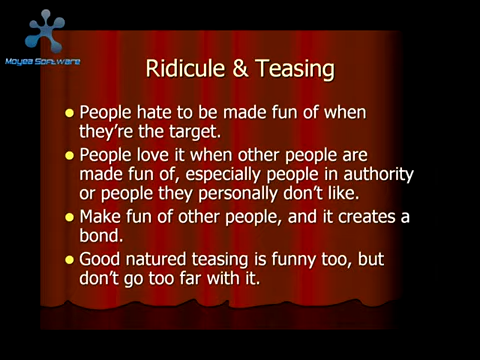 Moyea Software
Ridicule & Teasing
People hate to be made fun of when
they're the target.
People love it when other people are
made fun of, especially people in authority
or people they personally don't like.
Make fun of other people, and it creates a
bond.
Good natured teasing is funny too, but
don't go too far with it.